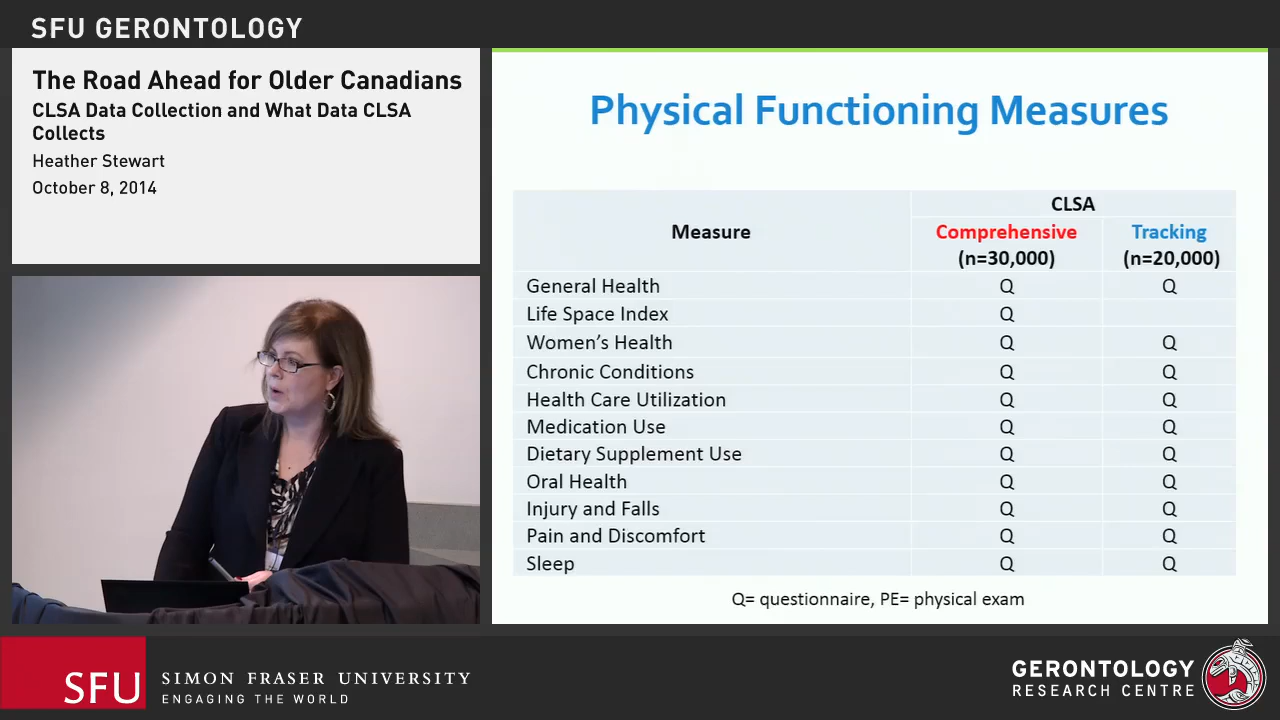 SFU GERONTOLOGY
The Road Ahead for Older Canadians
CLSA Data Collection and What Data CLSA
Collects
Heather Stewart
October 8, 2014
Physical Functioning Measures
Measure
CLSA
Comprehensive Tracking
(n=30,000) (n=20,000)
General Health Q Q
Life Space Index Q
Women's Health Q Q
Chronic Conditions Q Q
Health Care Utilization Q Q
Medication Use Q Q
Dietary Supplement Use Q Q
Oral Health Q Q
Injury and Falls Q Q
Pain and Discomfort Q Q
Sleep Q Q
Q= questionnaire, PE= physical exam
SFU
SIMON FRASER UNIVERSITY
ENGAGING THE WORLD
GERONTOLOGY
RESEARCH CENTRE